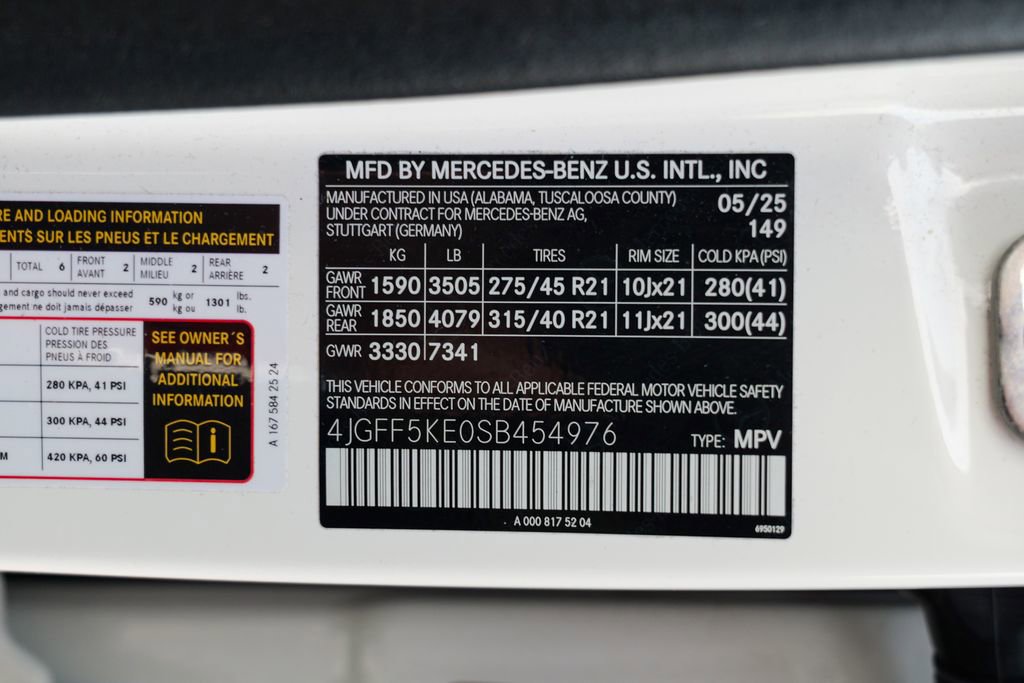 RE AND LOADING INFORMATION
ENTS SUR LES PNEUS ET LE CHARGEMENT
TOTAL 6 FRONT AVANT 2 MIDDLE MILIEU 2 REAR ARRIÈRE 2
and cargo should never exceed 590 kg or 1301 lbs.
gement ne doit jamais dépasser kg ou lb.
COLD TIRE PRESSURE
PRESSION DES
PNEUS À FROID
280 KPA, 41 PSI
300 KPA, 44 PSI
M 420 KPA, 60 PSI
SEE OWNER´S
MANUAL FOR
ADDITIONAL
INFORMATION
A 167 584 25 24
MFD BY MERCEDES-BENZ U.S. INTL., INC
MANUFACTURED IN USA (ALABAMA, TUSCALOOSA COUNTY) 05/25
UNDER CONTRACT FOR MERCEDES-BENZ AG,
STUTTGART (GERMANY) 149
KG LB TIRES RIM SIZE COLD KPA (PSI)
GAWR FRONT 1590 3505 275/45 R21 10Jx21 280(41)
GAWR REAR 1850 4079 315/40 R21 11Jx21 300(44)
GVWR 3330 7341
THIS VEHICLE CONFORMS TO ALL APPLICABLE FEDERAL MOTOR VEHICLE SAFETY
STANDARDS IN EFFECT ON THE DATE OF MANUFACTURE SHOWN ABOVE.
4JGFF5KE0SB454976 TYPE: MPV
A 000 817 52 04
6950129